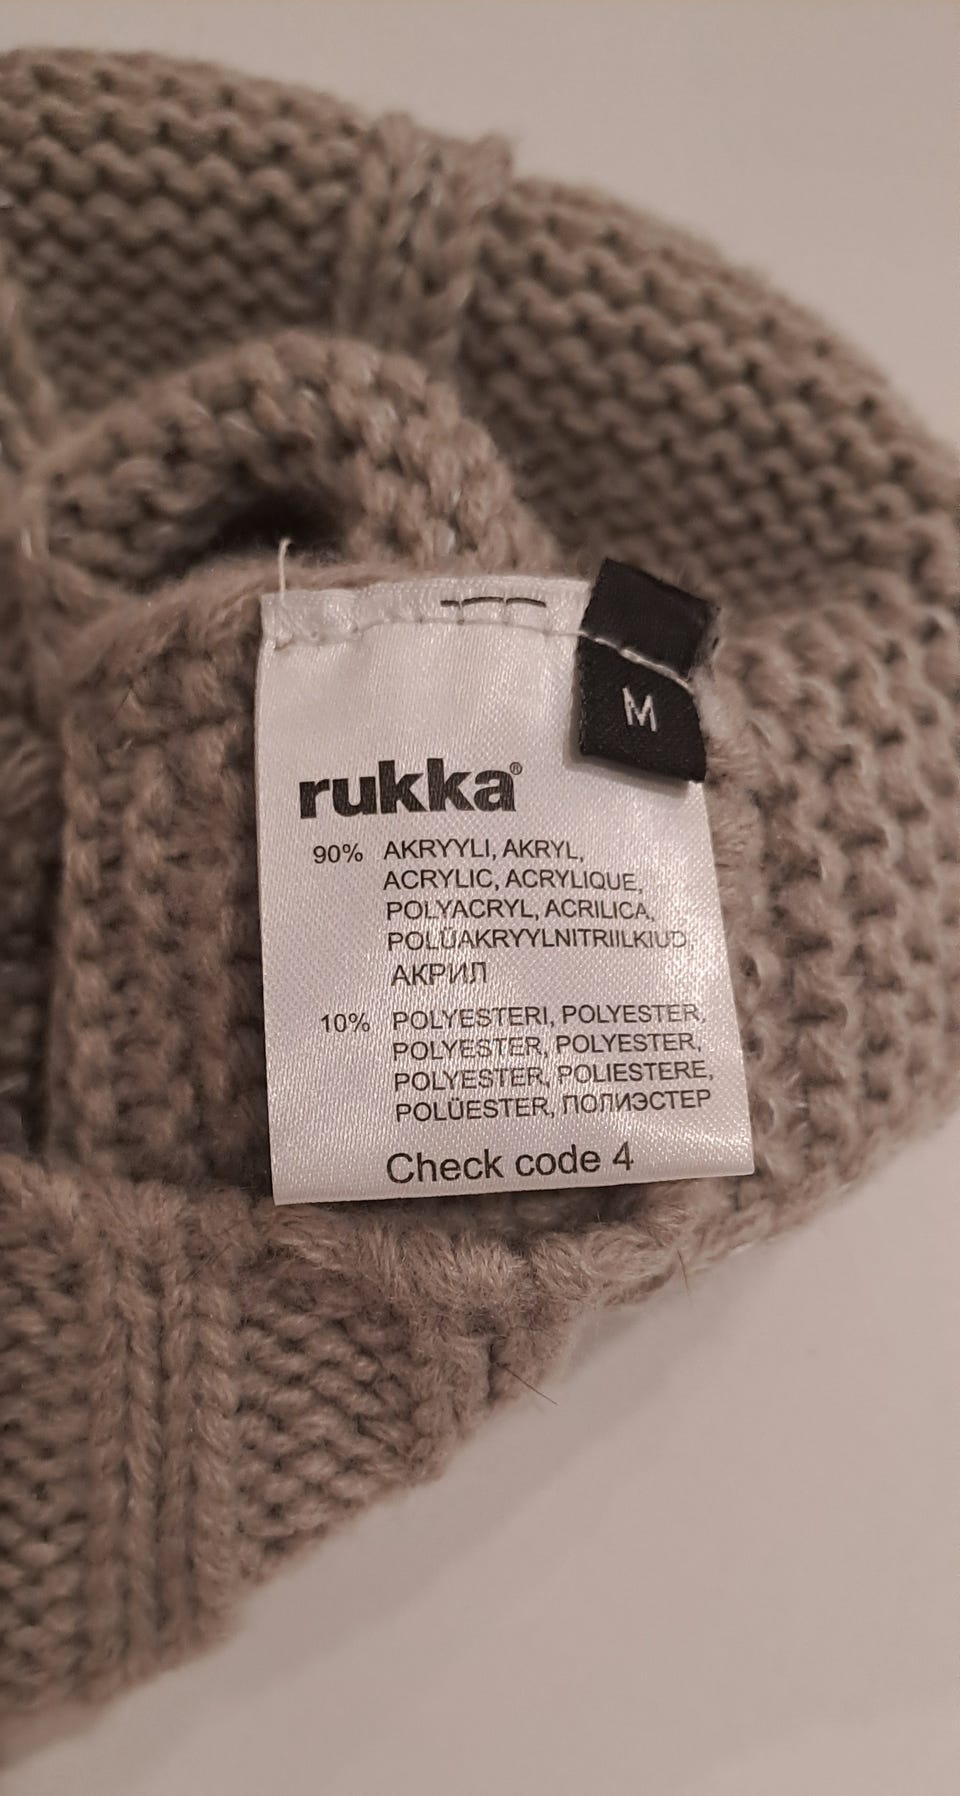 M
rukka®
90% AKRYYLI, AKRYL,
ACRYLIC, ACRYLIQUE,
POLYACRYL, ACRILICA,
POLÜAKRYYLNITRIILKIUD,
АКРИЛ
10% POLYESTERI, POLYESTER,
POLYESTER, POLYESTER,
POLYESTER, POLIESTERE,
POLÜESTER, ПОЛИЭСТЕР
Check code 4